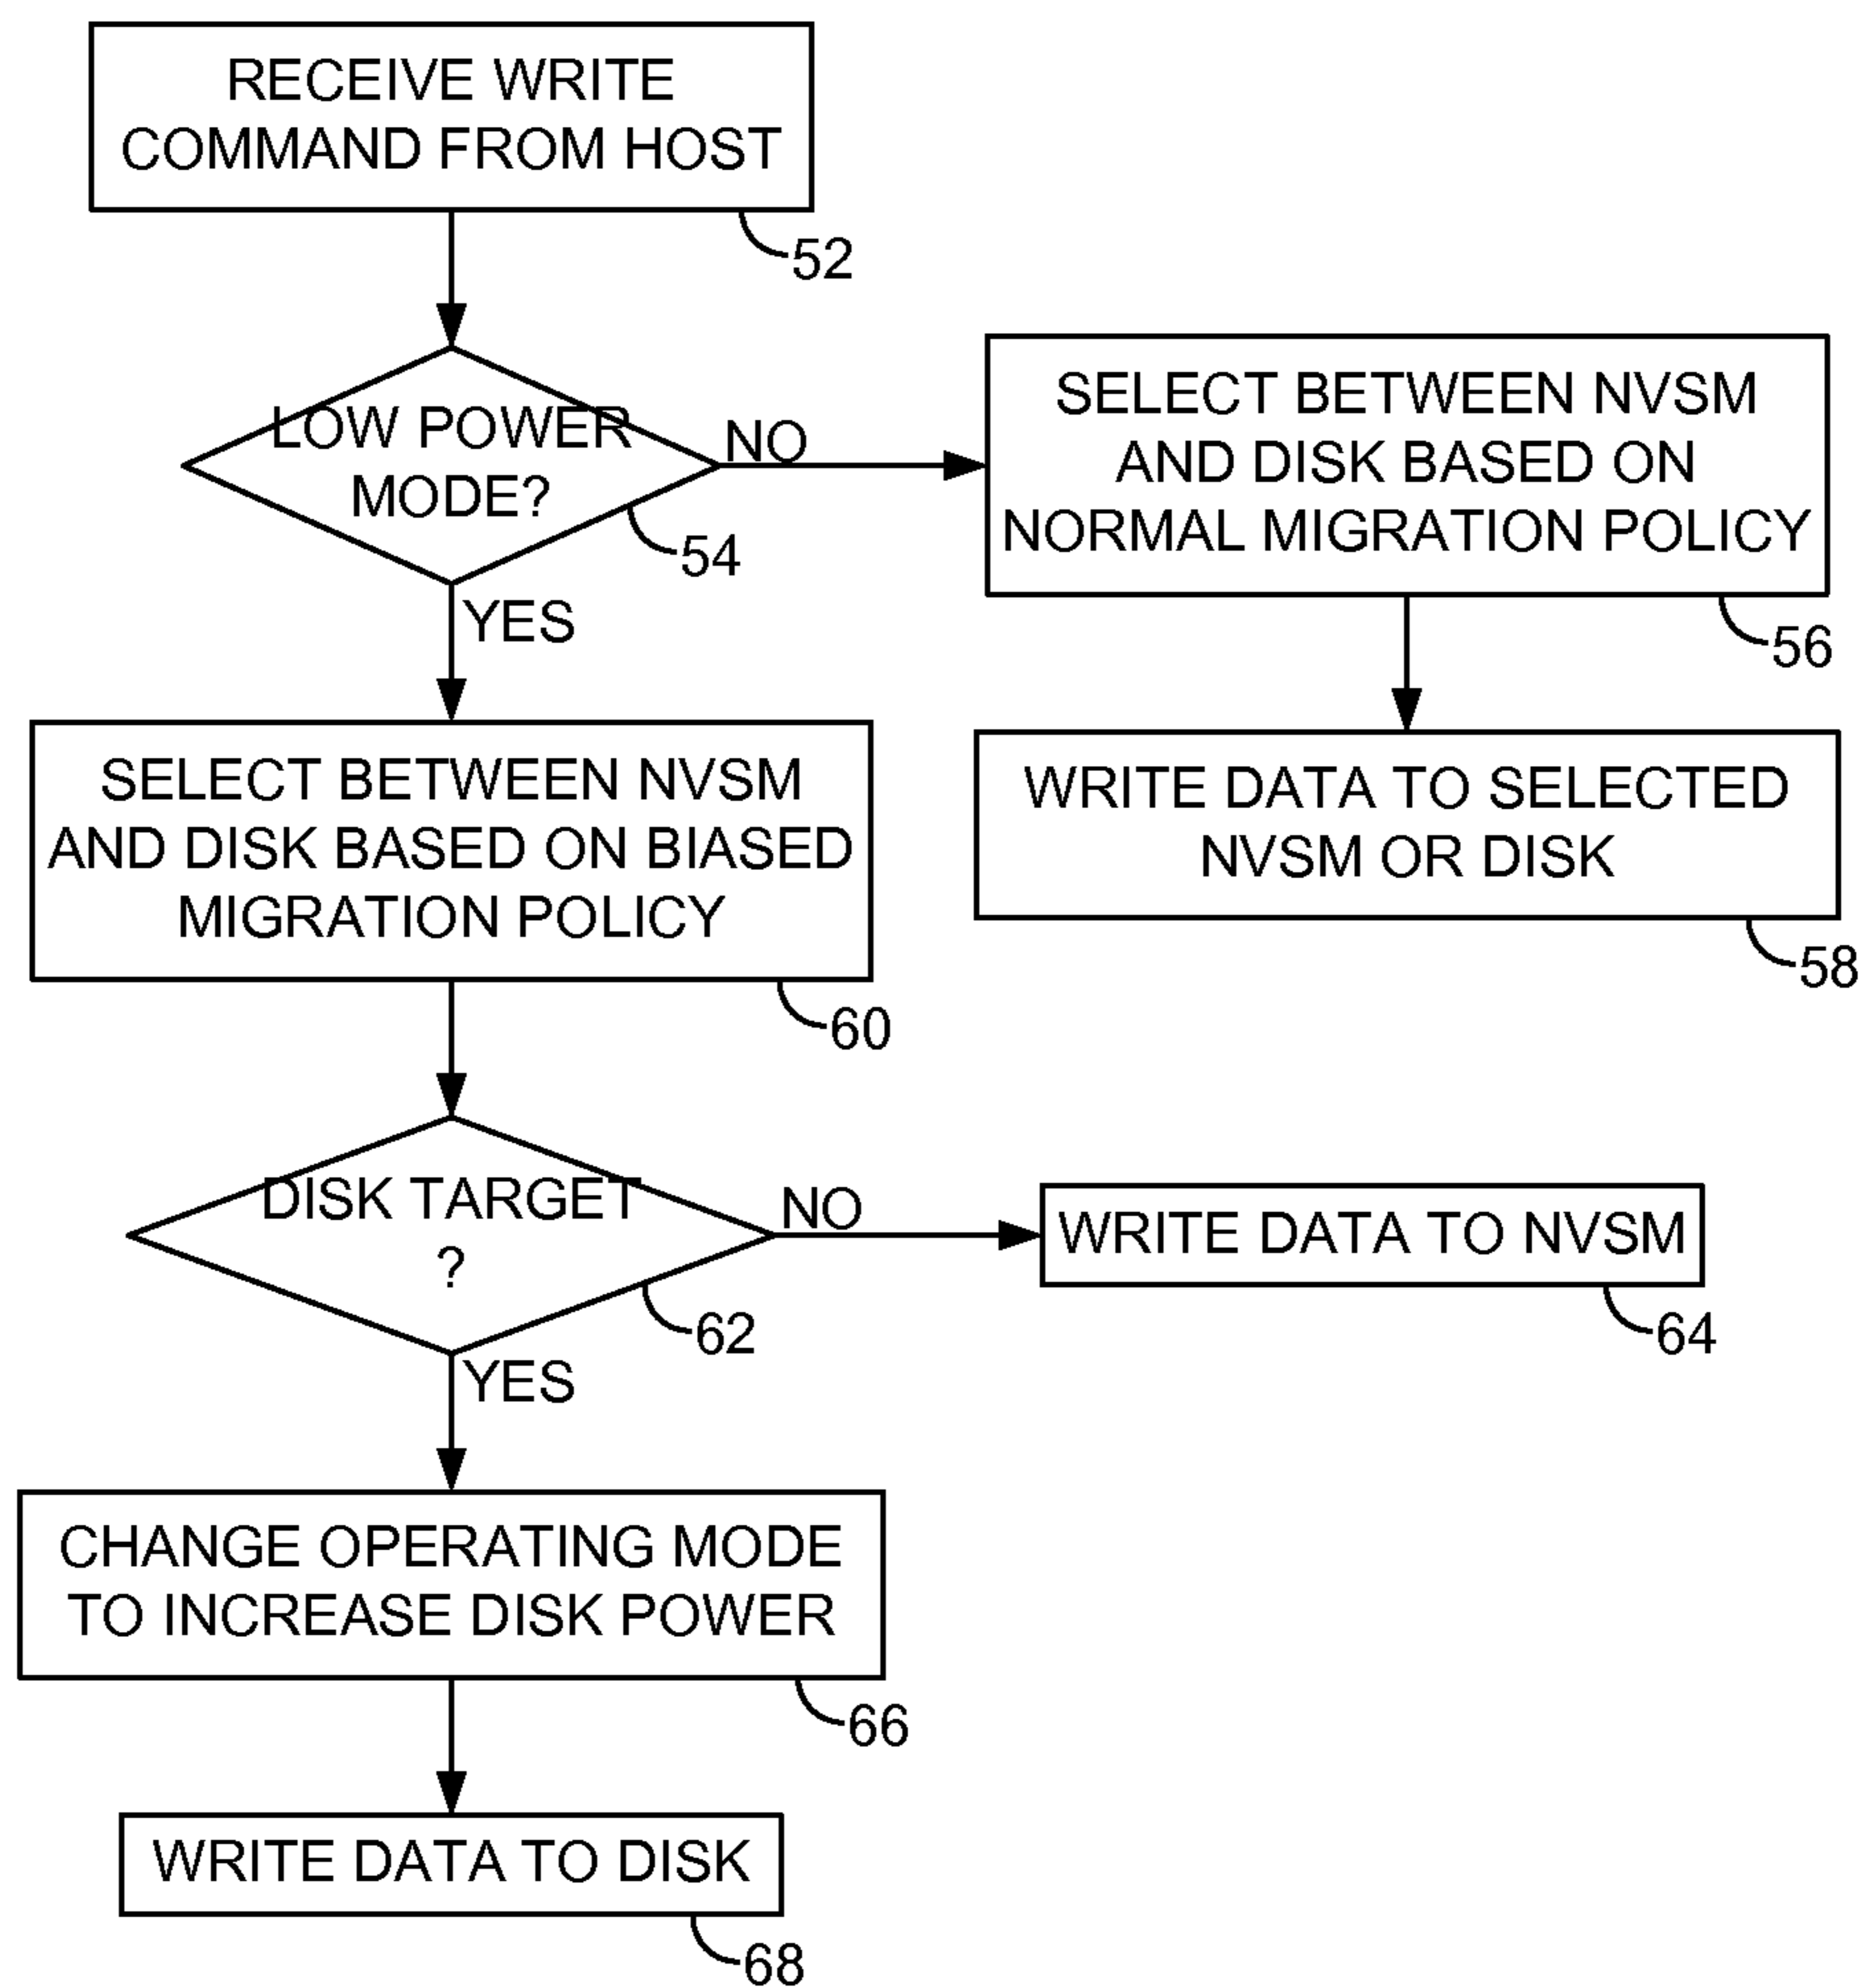 RECEIVE WRITE
COMMAND FROM HOST
52
LOW POWER
MODE?
54
NO
SELECT BETWEEN NVSM
AND DISK BASED ON
NORMAL MIGRATION POLICY
56
YES
WRITE DATA TO SELECTED
NVSM OR DISK
58
SELECT BETWEEN NVSM
AND DISK BASED ON BIASED
MIGRATION POLICY
60
DISK TARGET
?
62
NO
WRITE DATA TO NVSM
64
YES
CHANGE OPERATING MODE
TO INCREASE DISK POWER
66
WRITE DATA TO DISK
68